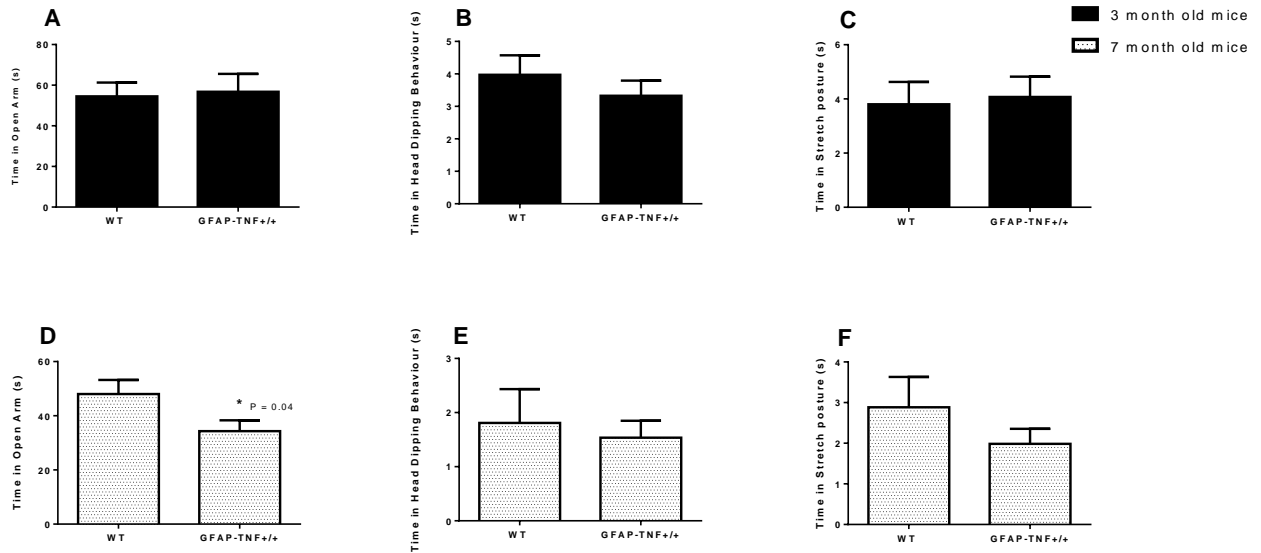 A
B
C
3 month old mice
7 month old mice
Time in Open Arm (s)
80
60
40
20
0
WT
GFAP-TNF+/+
Time in Head Dipping Behaviour (s)
5
4
3
2
1
0
WT
GFAP-TNF+/+
Time in Stretch posture (s)
6
4
2
0
WT
GFAP-TNF+/+
D
E
F
Time in Open Arm (s)
60
40
20
0
* P = 0.04
WT
GFAP-TNF+/+
Time in Head Dipping Behaviour (s)
3
2
1
0
WT
GFAP-TNF+/+
Time in Stretch posture (s)
4
3
2
1
0
WT
GFAP-TNF+/+